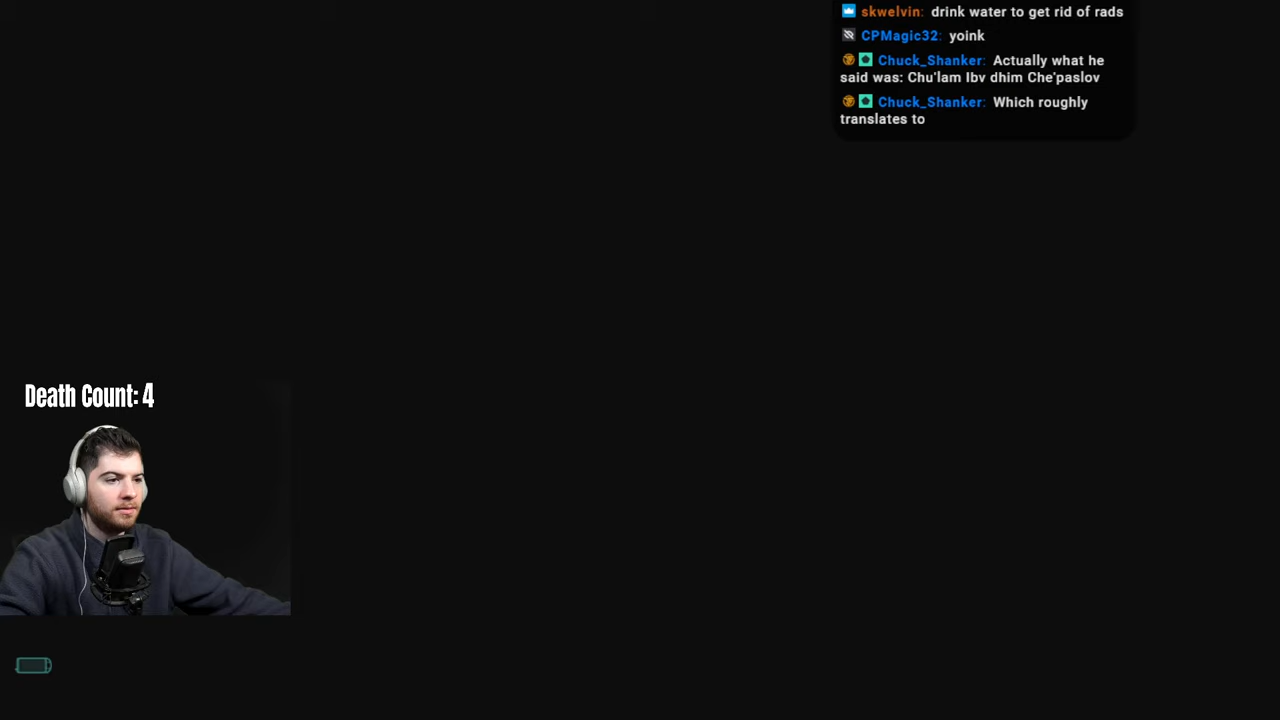 skwelvin: drink water to get rid of rads
CPMagic32: yoink
Chuck_Shanker: Actually what he
said was: Chu'lam Ibv dhim Che'paslov
Chuck_Shanker: Which roughly
translates to
Death Count: 4